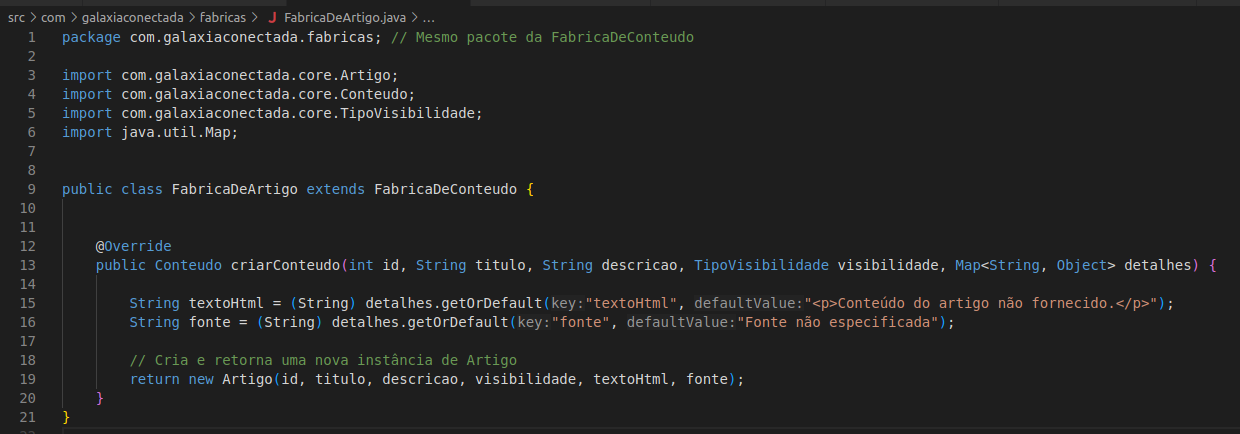 src > com > galaxiaconectada > fabricas > J FabricaDeArtigo.java > ...
1 package com.galaxiaconectada.fabricas; // Mesmo pacote da FabricaDeConteudo
2
3 import com.galaxiaconectada.core.Artigo;
4 import com.galaxiaconectada.core.Conteudo;
5 import com.galaxiaconectada.core.TipoVisibilidade;
6 import java.util.Map;
7
8
9 public class FabricaDeArtigo extends FabricaDeConteudo {
10
11
12 @Override
13 public Conteudo criarConteudo(int id, String titulo, String descricao, TipoVisibilidade visibilidade, Map<String, Object> detalhes) {
14
15 String textoHtml = (String) detalhes.getOrDefault(key:"textoHtml", defaultValue:"<p>Conteúdo do artigo não fornecido.</p>");
16 String fonte = (String) detalhes.getOrDefault(key:"fonte", defaultValue:"Fonte não especificada");
17
18 // Cria e retorna uma nova instância de Artigo
19 return new Artigo(id, titulo, descricao, visibilidade, textoHtml, fonte);
20 }
21 }